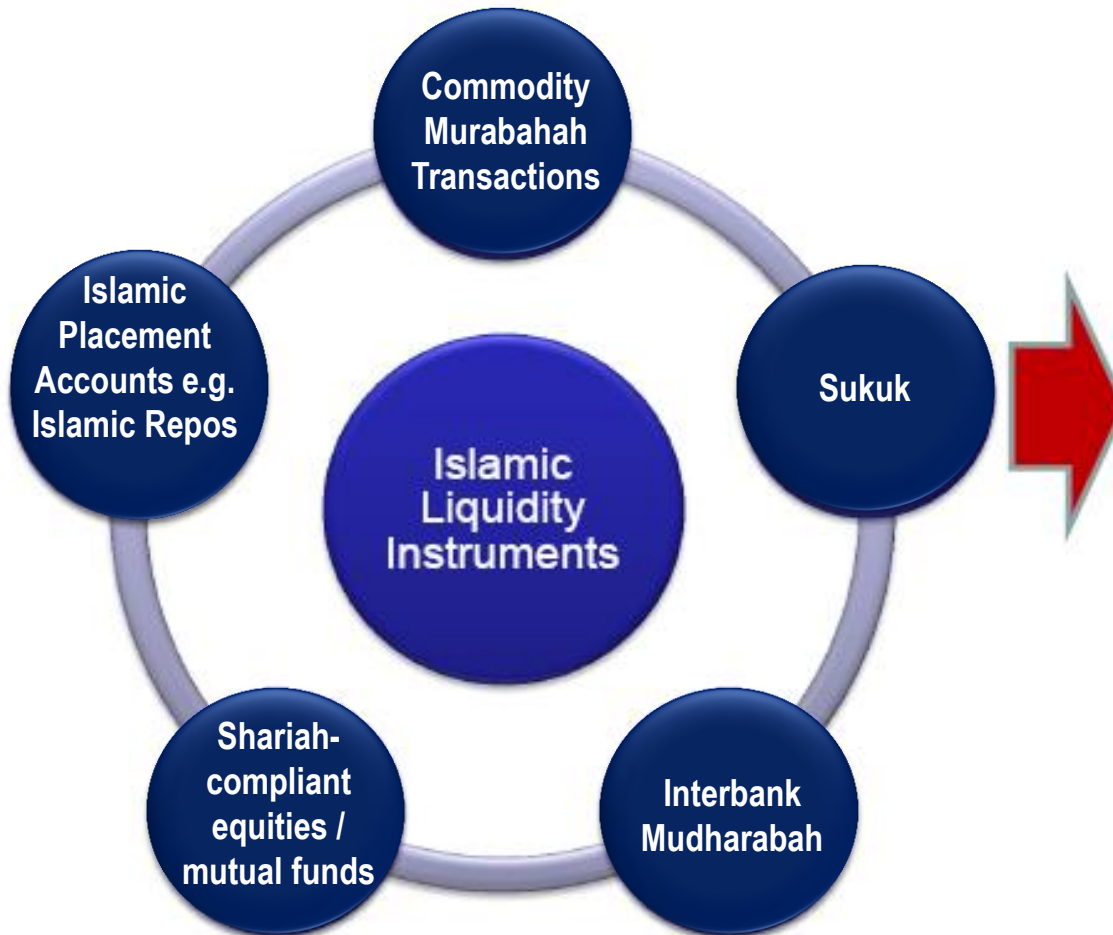 Commodity
Murabahah
Transactions
Islamic
Placement
Accounts e.g.
Islamic Repos
Sukuk
Islamic
Liquidity
Instruments
Shariah-
compliant
equities /
mutual funds
Interbank
Mudharabah